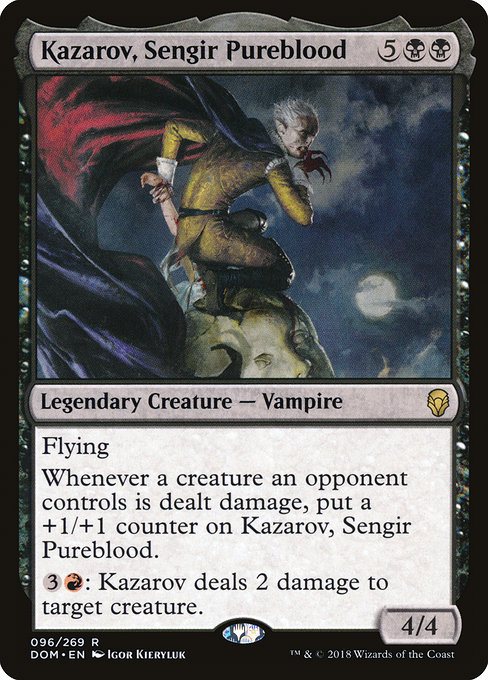 Kazarov, Sengir Pureblood 5
Legendary Creature — Vampire
Flying
Whenever a creature an opponent
controls is dealt damage, put a
+1/+1 counter on Kazarov, Sengir
Pureblood.
3: Kazarov deals 2 damage to
target creature.
4/4
096/269 R
DOM • EN Igor Kieryluk
™ & © 2018 Wizards of the Coast